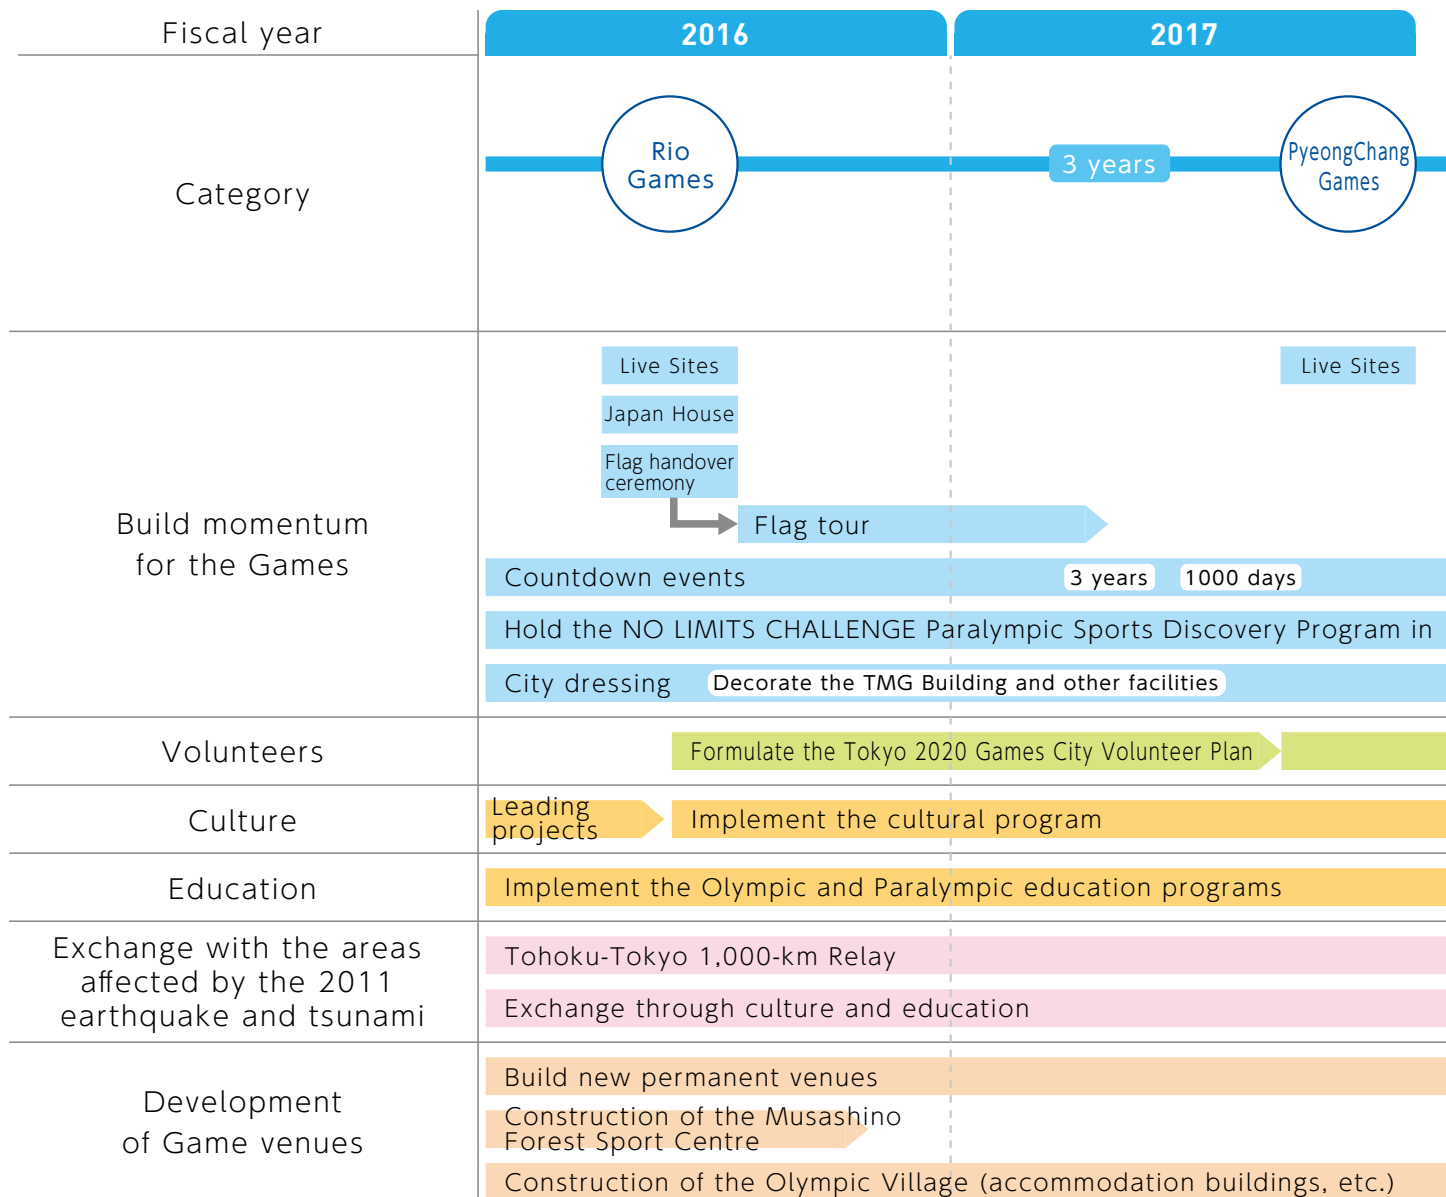 Fiscal year
2016
2017
Category
Rio
Games
3 years
PyeongChang
Games
Build momentum
for the Games
Live Sites
Live Sites
Japan House
Flag handover
ceremony
Flag tour
Countdown events
3 years
1000 days
Hold the NO LIMITS CHALLENGE Paralympic Sports Discovery Program in
City dressing
Decorate the TMG Building and other facilities
Volunteers
Formulate the Tokyo 2020 Games City Volunteer Plan
Culture
Leading
projects
Implement the cultural program
Education
Implement the Olympic and Paralympic education programs
Exchange with the areas
affected by the 2011
earthquake and tsunami
Tohoku-Tokyo 1,000-km Relay
Exchange through culture and education
Development
of Game venues
Build new permanent venues
Construction of the Musashino
Forest Sport Centre
Construction of the Olympic Village (accommodation buildings, etc.)